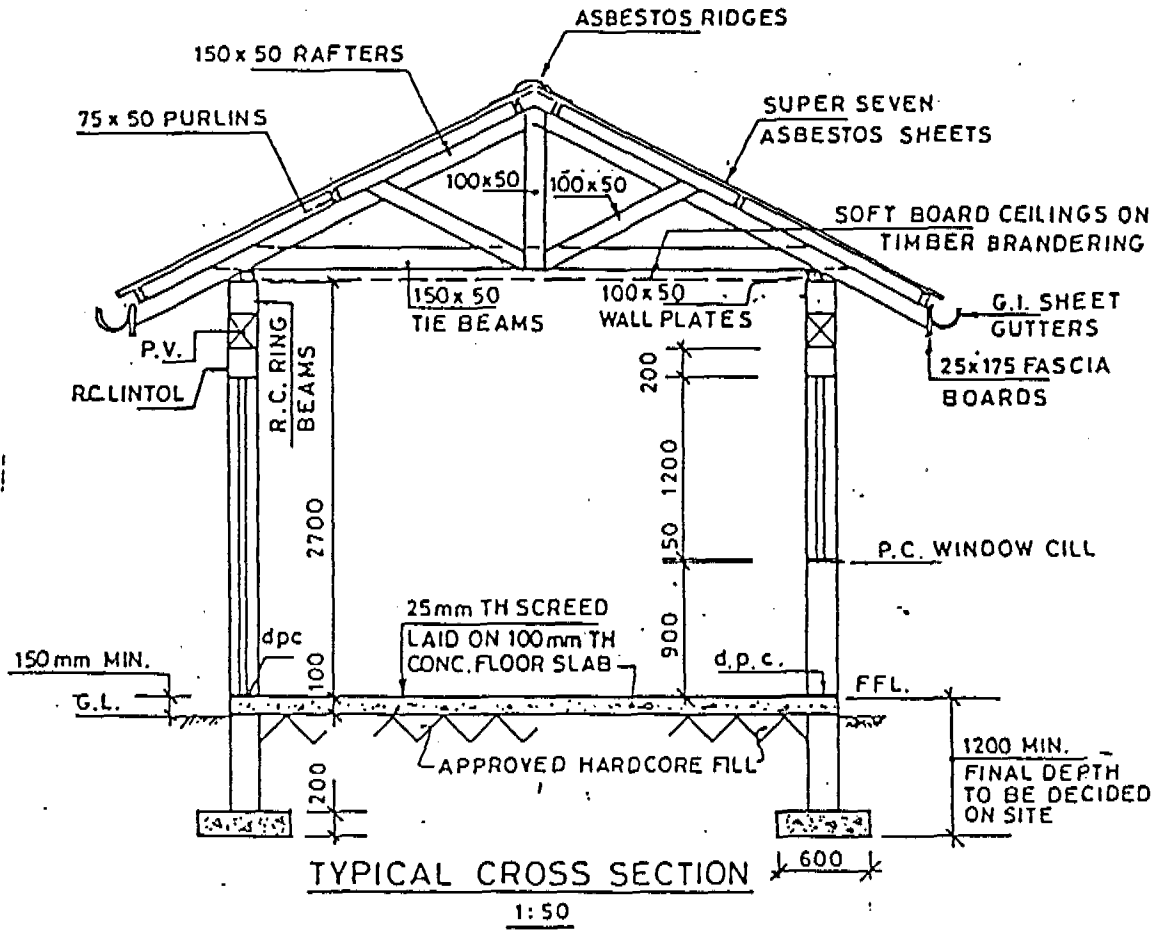 ASBESTOS RIDGES
150 x 50 RAFTERS
75 x 50 PURLINS
SUPER SEVEN
ASBESTOS SHEETS
100x50
100x50
SOFT BOARD CEILINGS ON
TIMBER BRANDERING
150 x 50
TIE BEAMS
100x50
WALL PLATES
G.I. SHEET
GUTTERS
P.V.
R.C. LINTOL
R.C. RING
BEAMS
25x175 FASCIA
BOARDS
200
1200
2700
50
P.C. WINDOW CILL
900
25mm TH SCREED
LAID ON 100mm TH
CONC. FLOOR SLAB
dpc
d.p.c.
150mm MIN.
G.L.
100
FFL.
APPROVED HARDCORE FILL
200
1200 MIN.
FINAL DEPTH
TO BE DECIDED
ON SITE
600
TYPICAL CROSS SECTION
1:50